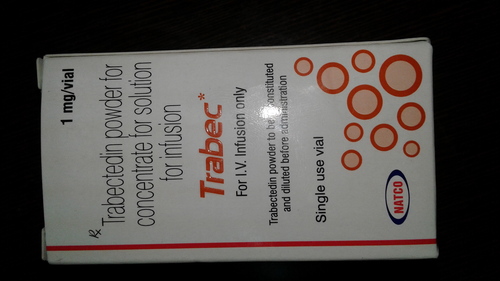 1 mg/vial
Rx Trabectedin powder for
concentrate for solution
for infusion
Trabec*
For I.V. Infusion only
Trabectedin powder to be reconstituted
and diluted before administration
Single use vial
NATCO